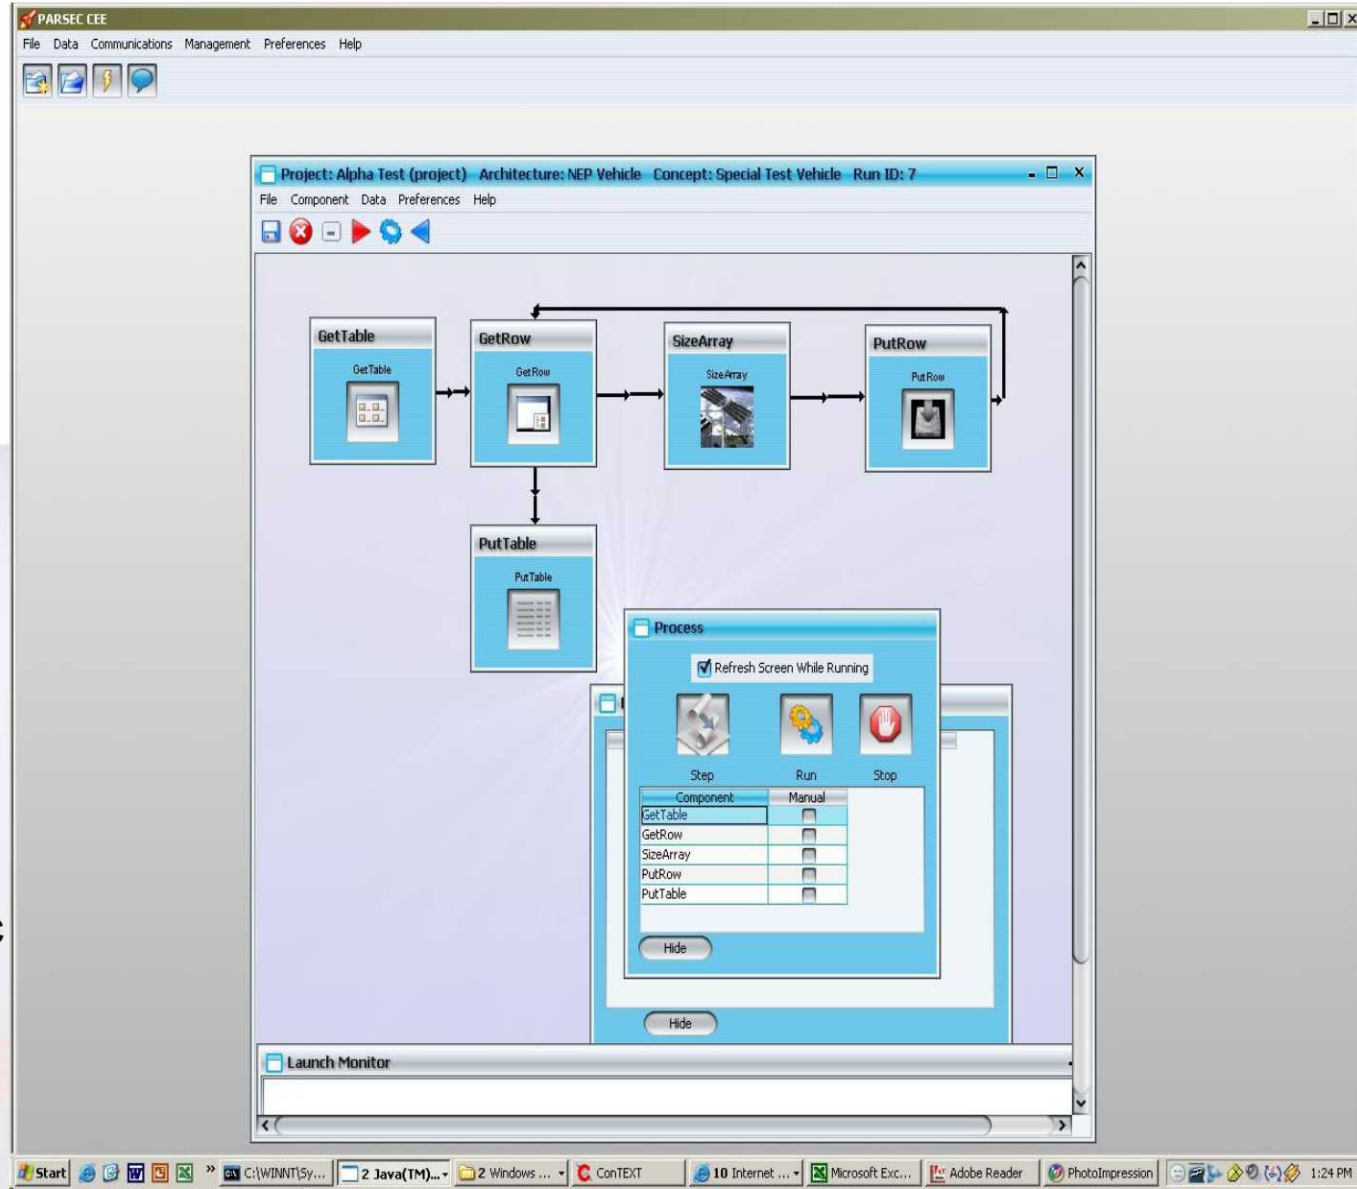 PARSEC CEE
File Data Communications Management Preferences Help
Project: Alpha Test (project) Architecture: NEP Vehicle Concept: Special Test Vehicle Run ID: 7
File Component Data Preferences Help
GetTable
GetTable
GetRow
GetRow
SizeArray
SizeArray
PutRow
PutRow
PutTable
PutTable
Process
Refresh Screen While Running
Step Run Stop
Component Manual
GetTable
GetRow
SizeArray
PutRow
PutTable
Hide
Hide
Launch Monitor
Start C:\WINNT\Sy... 2 Java(TM)... 2 Windows ... ConTEXT 10 Internet ... Microsoft Exc... Adobe Reader PhotoImpression 1:24 PM